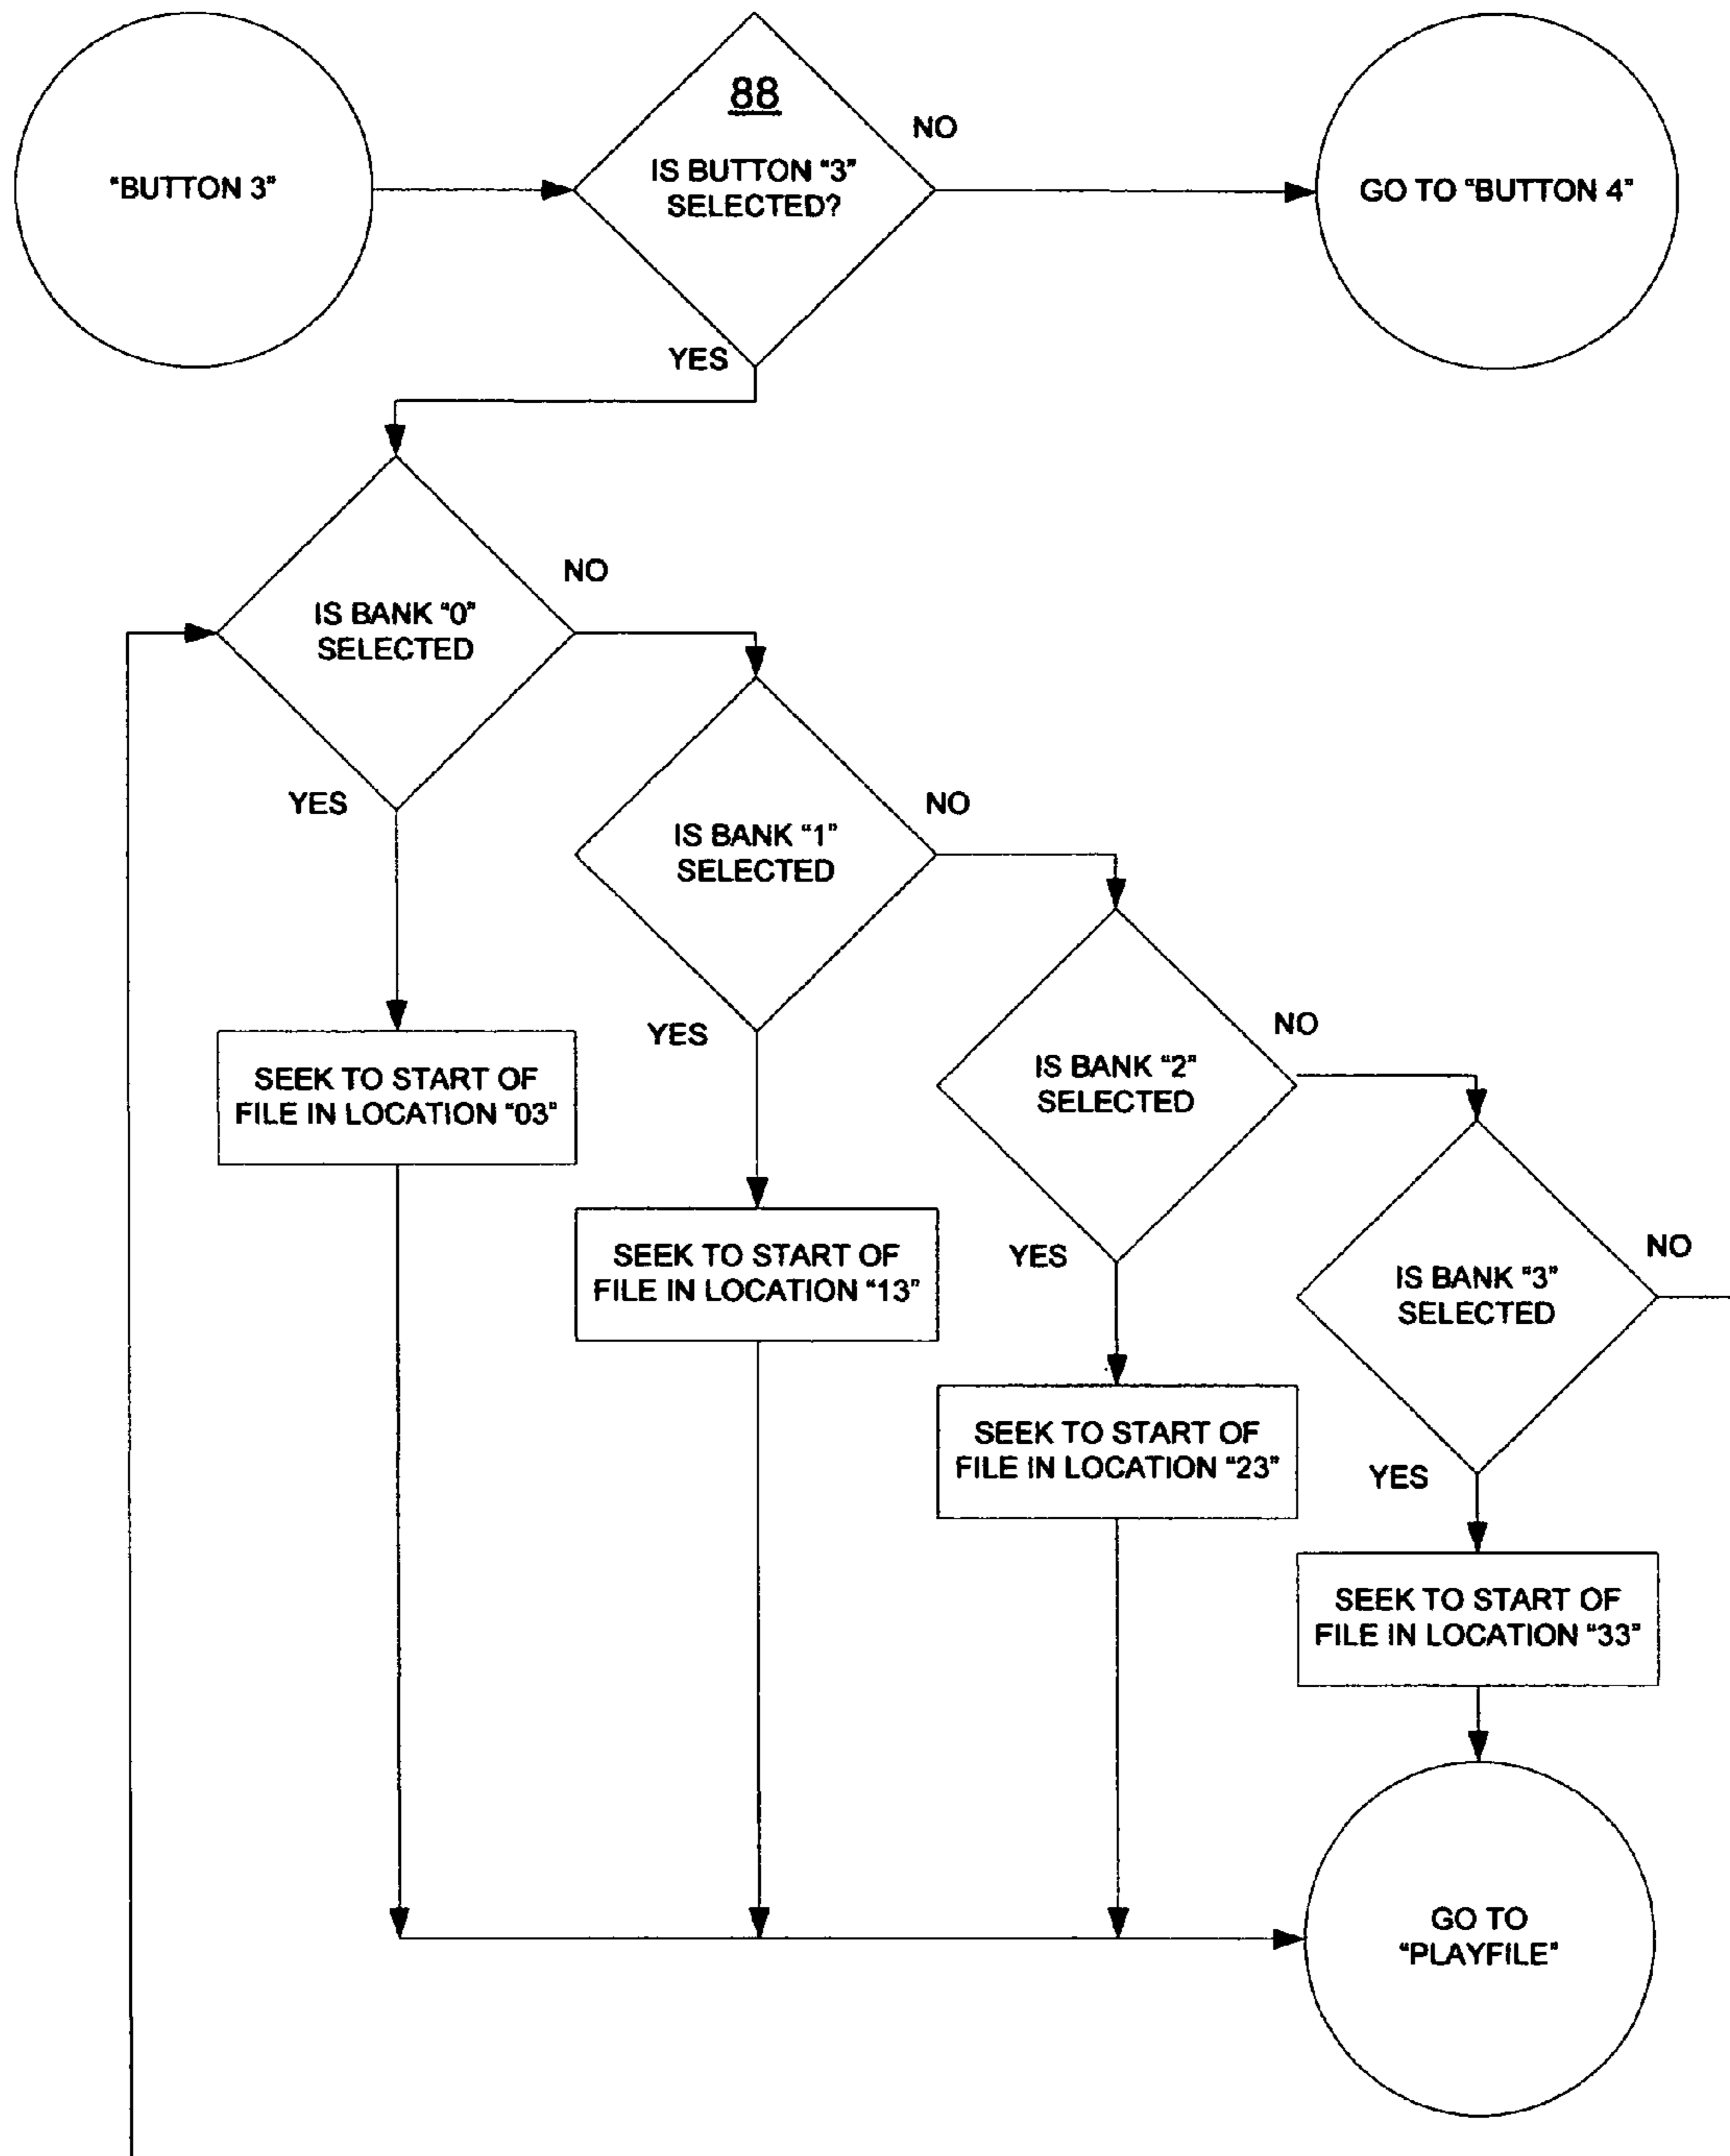 "BUTTON 3"
88
IS BUTTON "3"
SELECTED?
NO
GO TO "BUTTON 4"
YES
IS BANK "0"
SELECTED
NO
YES
IS BANK "1"
SELECTED
NO
YES
IS BANK "2"
SELECTED
NO
YES
IS BANK "3"
SELECTED
NO
YES
SEEK TO START OF
FILE IN LOCATION "03"
SEEK TO START OF
FILE IN LOCATION "13"
SEEK TO START OF
FILE IN LOCATION "23"
SEEK TO START OF
FILE IN LOCATION "33"
GO TO
"PLAYFILE"